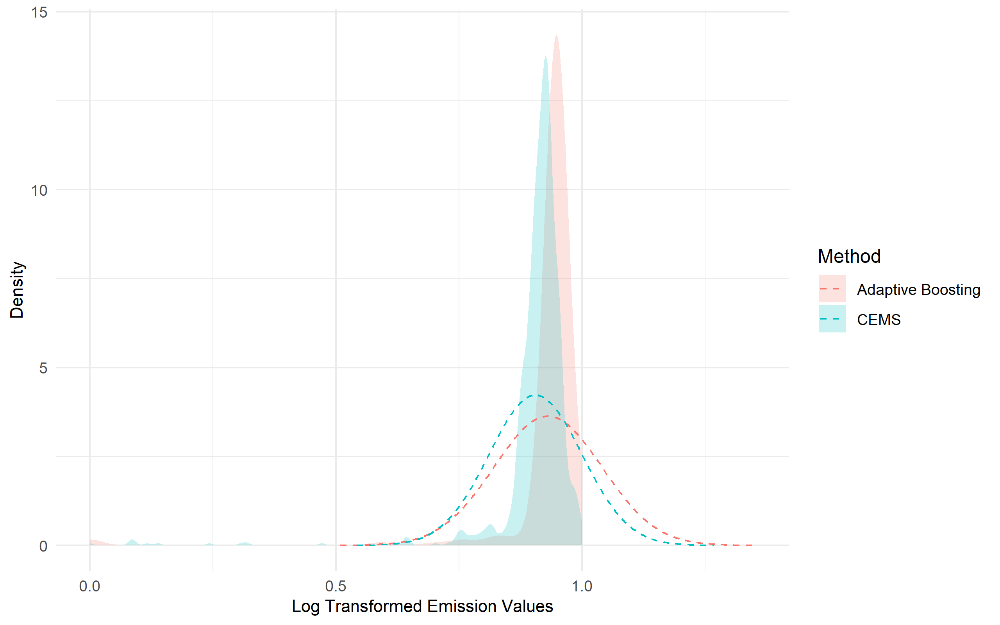 15
10
5
0
Density
0.0
0.5
1.0
Log Transformed Emission Values
Method
Adaptive Boosting
CEMS